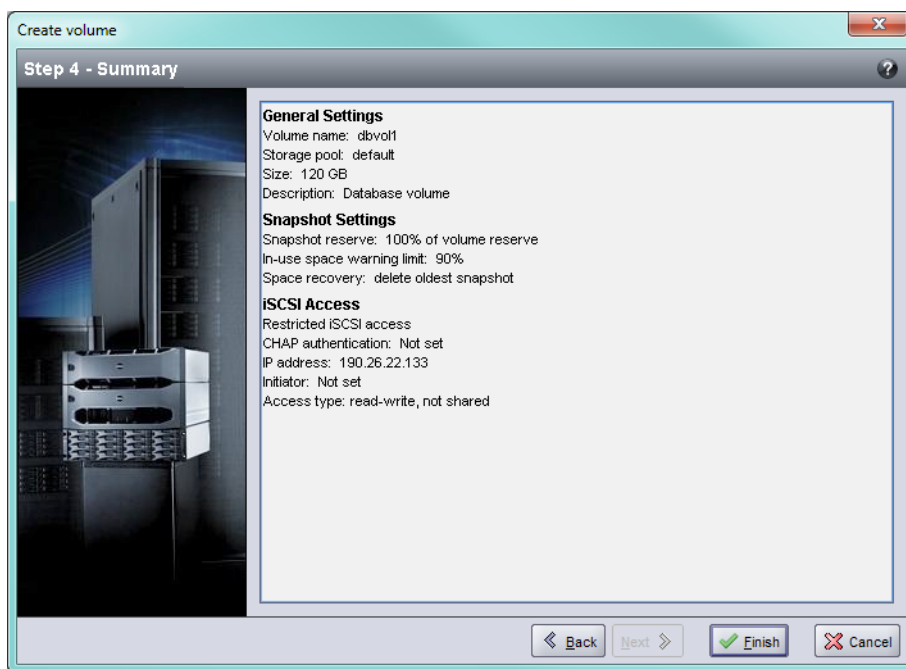 Create volume
Step 4 - Summary
?
General Settings
Volume name: dbvol1
Storage pool: default
Size: 120 GB
Description: Database volume
Snapshot Settings
Snapshot reserve: 100% of volume reserve
In-use space warning limit: 90%
Space recovery: delete oldest snapshot
iSCSI Access
Restricted iSCSI access
CHAP authentication: Not set
IP address: 190.26.22.133
Initiator: Not set
Access type: read-write, not shared
Back Next Finish Cancel